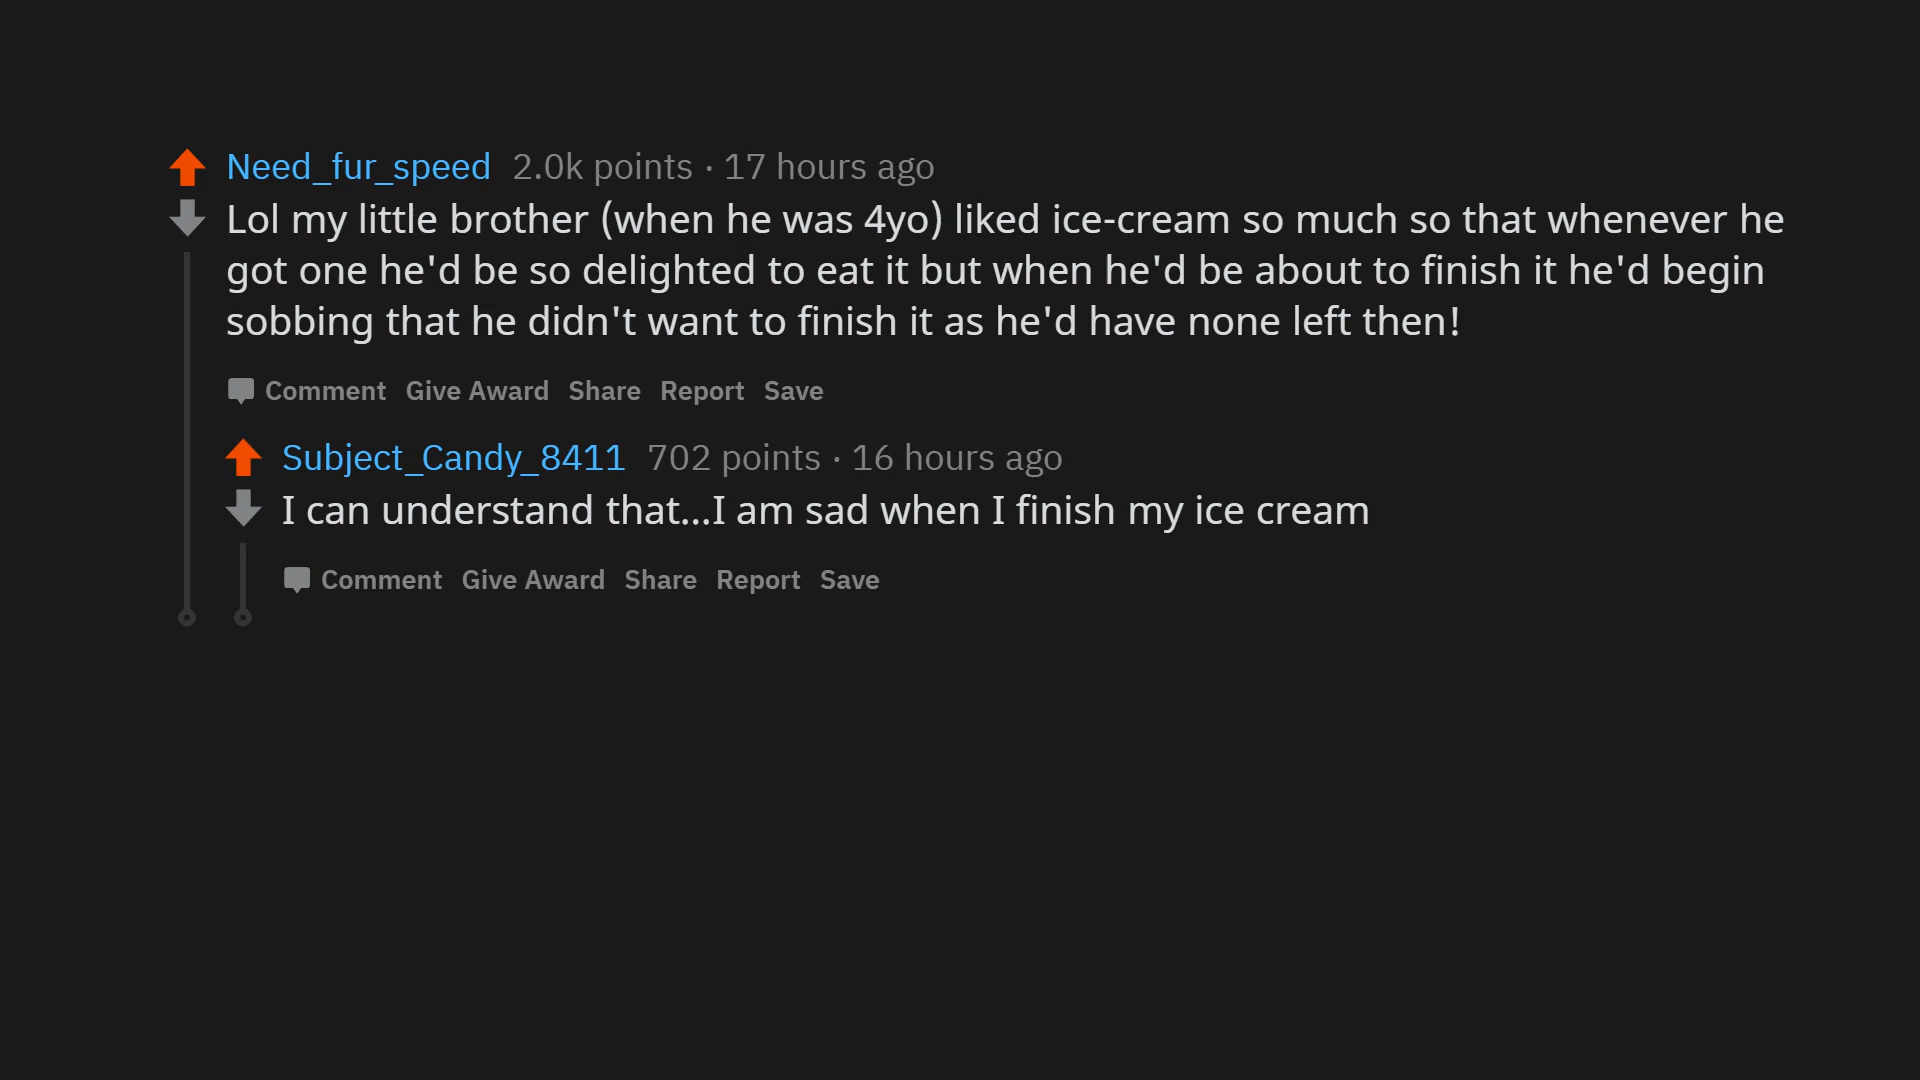 Need_fur_speed 2.0k points · 17 hours ago
Lol my little brother (when he was 4yo) liked ice-cream so much so that whenever he
got one he'd be so delighted to eat it but when he'd be about to finish it he'd begin
sobbing that he didn't want to finish it as he'd have none left then!
Comment Give Award Share Report Save
Subject_Candy_8411 702 points · 16 hours ago
I can understand that...I am sad when I finish my ice cream
Comment Give Award Share Report Save